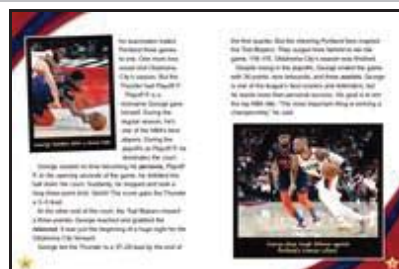 his teammates trailed
Portland three games
to one. One more loss
would end Oklahoma
City's season. But the
Thunder had Playoff P.
Playoff P is a
nickname George gave
himself. During the
regular season, he's
one of the NBA's best
players. During the
playoffs as Playoff P, he
dominates the court.
George wasted no time becoming his persona, Playoff
P. In the opening seconds of the game, he dribbled the
ball down the court. Suddenly, he stopped and took a
long three-point shot. Swish! The score gave the Thunder
a 3–0 lead.
At the other end of the court, the Trail Blazers missed
a three-pointer. George reached and grabbed the
rebound. It was just the beginning of a huge night for the
Oklahoma City forward.
George led the Thunder to a
lead by the end of
the first quarter. But the cheering Portland fans inspired
the Trail Blazers. They surged from behind to win the
game, 118–115. Oklahoma City's season was finished.
Despite losing in the playoffs, George ended the game
with 36 points, nine rebounds, and three assists. George
is one of the league's best scorers and defenders, but
he wants more than personal success. His goal is to win
the top NBA title. "The most important thing is winning a
championship," he said.